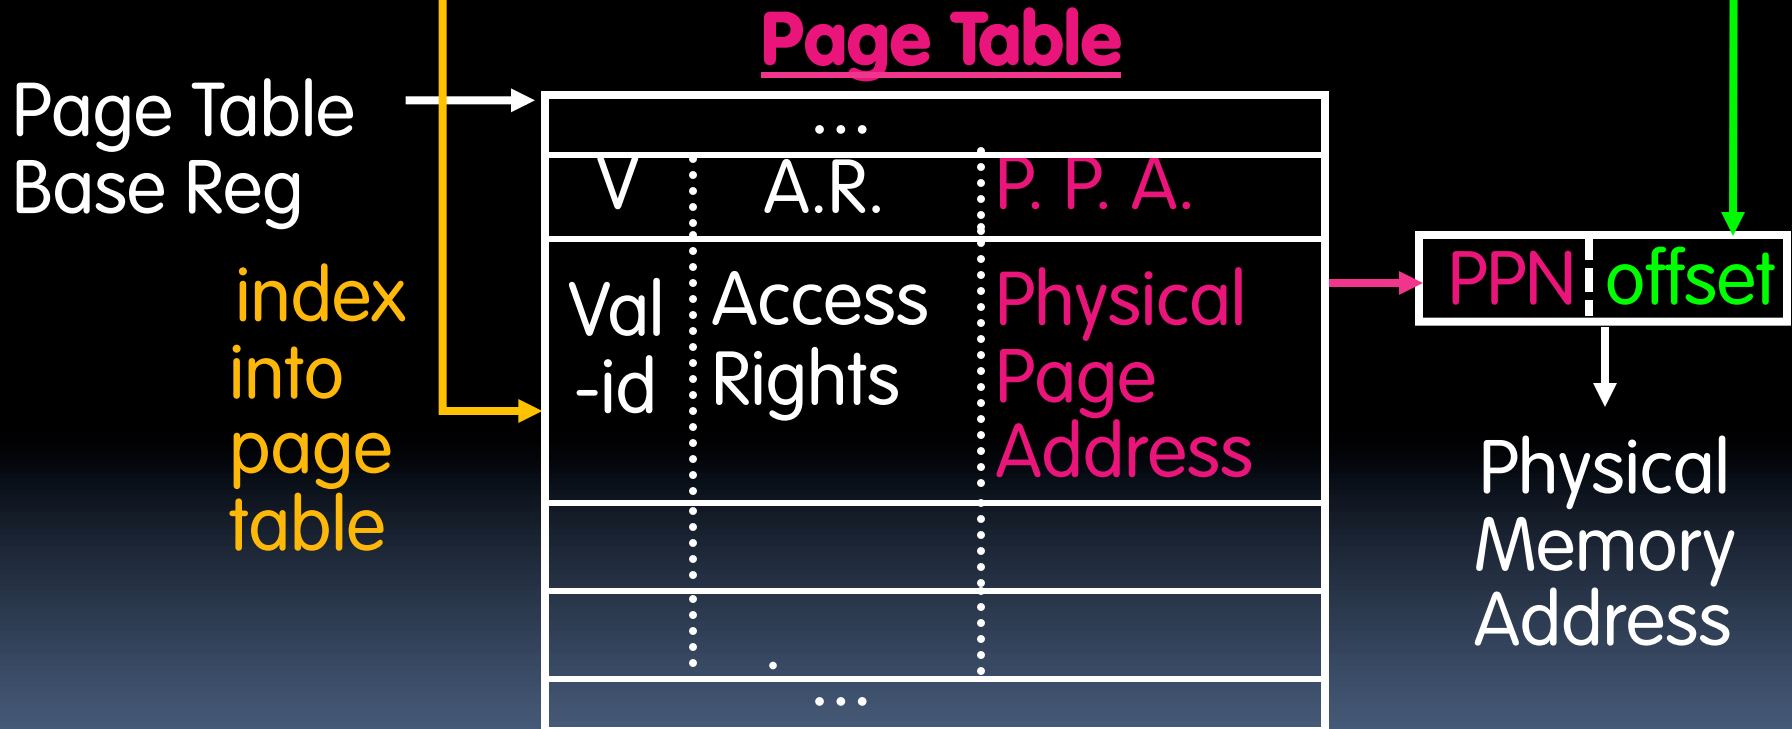 Page Table
Page Table
Base Reg
index
into
page
table
...
V A.R. P. P. A.
Val
-id
Access
Rights
Physical
Page
Address
.
...
PPN offset
Physical
Memory
Address